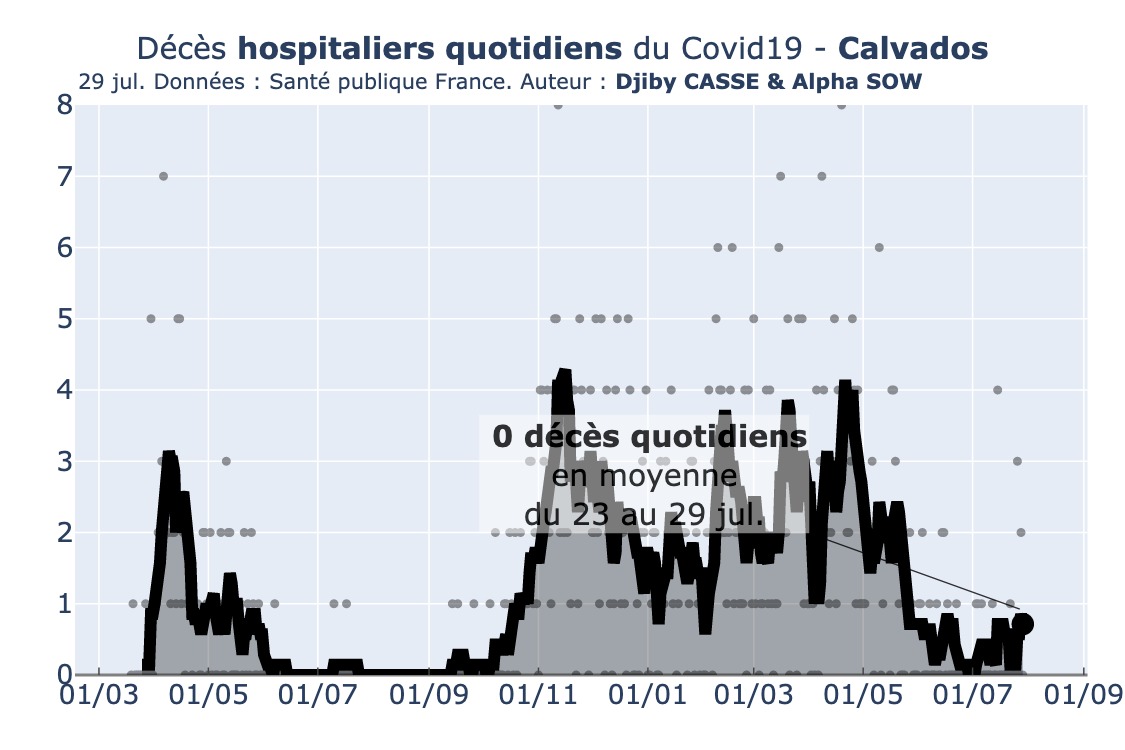 Décès hospitaliers quotidiens du Covid19 - Calvados
29 jul. Données : Santé publique France. Auteur : Djiby CASSE & Alpha SOW
8
7
6
5
4
3
2
1
0
0 décès quotidiens
en moyenne
du 23 au 29 jul.
01/03 01/05 01/07 01/09 01/11 01/01 01/03 01/05 01/07 01/09